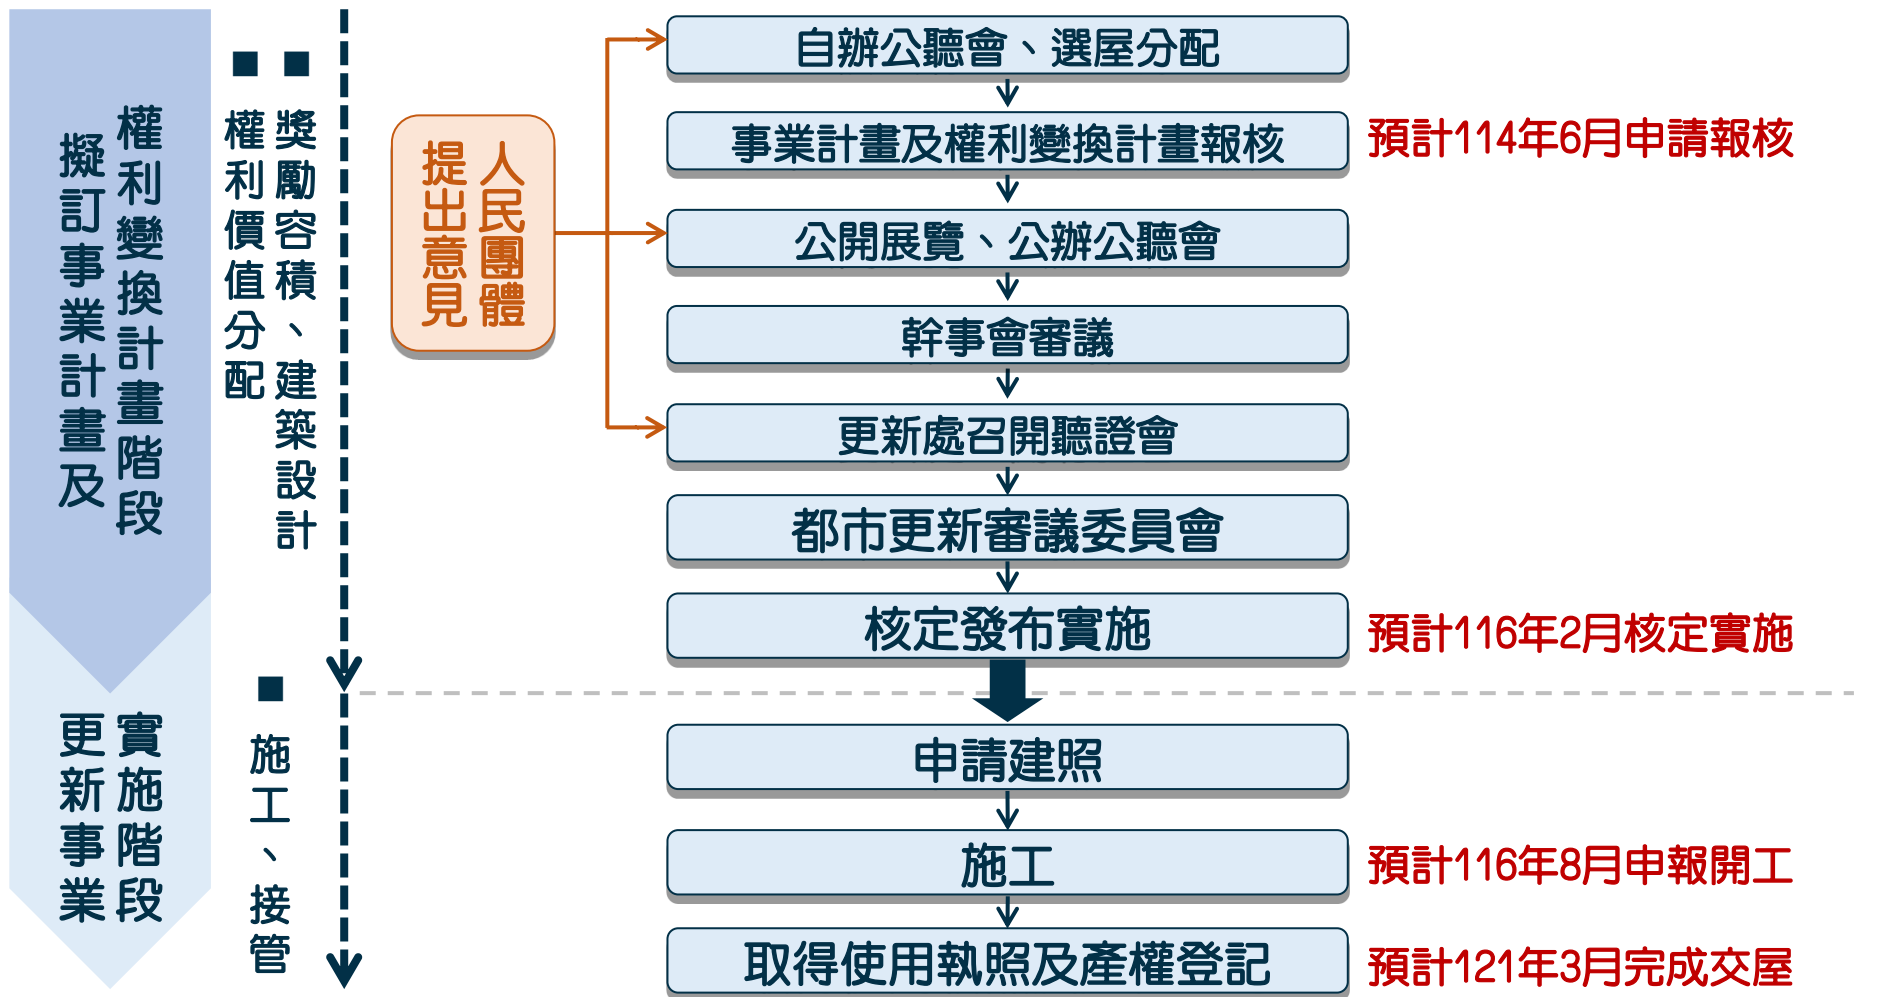 擬訂事業計畫及
權利變換計畫階段
更新事業
實施階段
■ 獎勵容積、建築設計
■ 權利價值分配
■ 施工、接管
人民團體
提出意見
自辦公聽會、選屋分配
事業計畫及權利變換計畫報核
預計114年6月申請報核
公開展覽、公辦公聽會
幹事會審議
更新處召開聽證會
都市更新審議委員會
核定發布實施
預計116年2月核定實施
申請建照
施工
預計116年8月申報開工
取得使用執照及產權登記
預計121年3月完成交屋